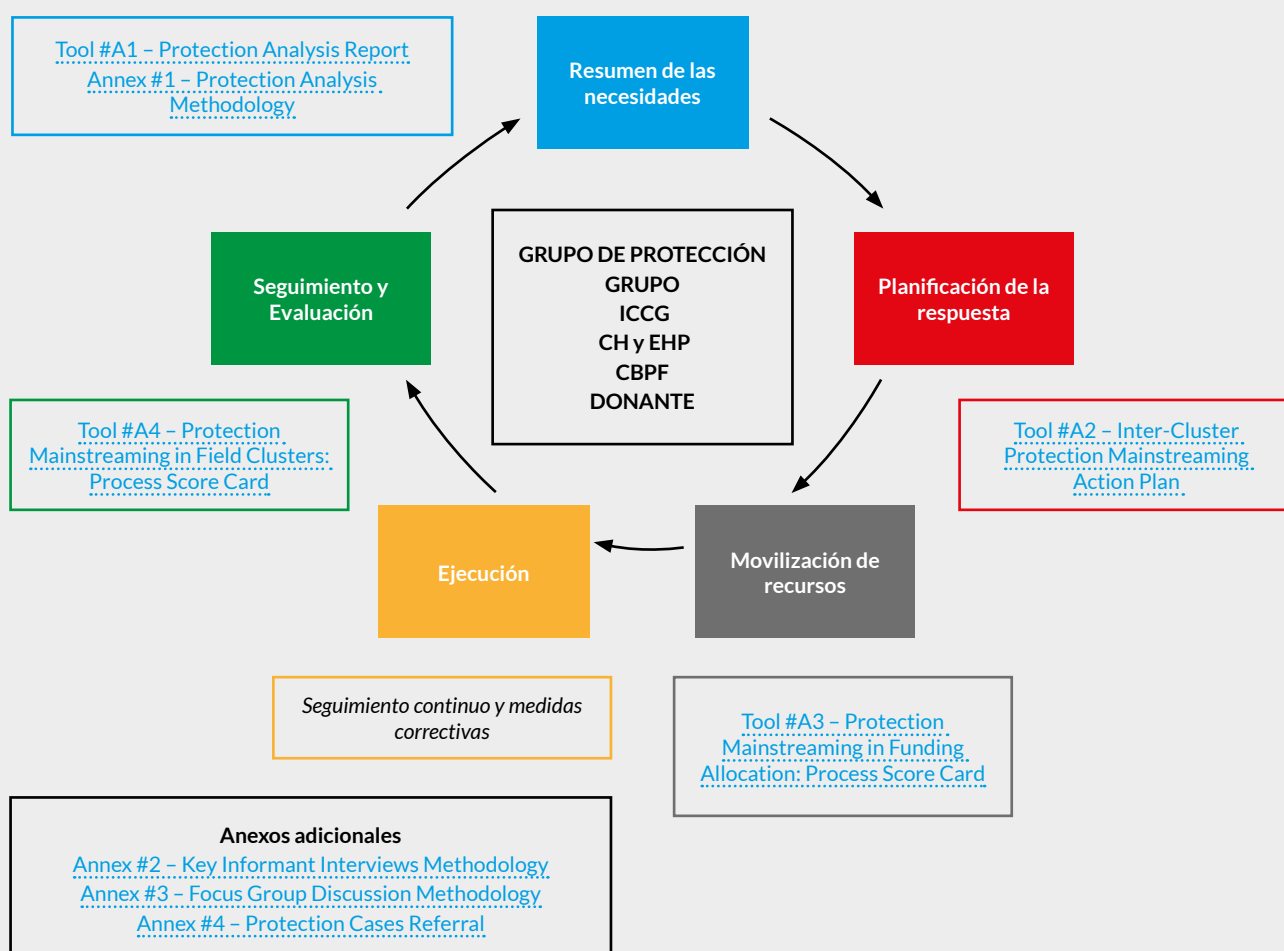 Tool #A1 – Protection Analysis Report
Annex #1 – Protection Analysis
Methodology
Resumen de las
necesidades
Seguimiento y
Evaluación
GRUPO DE PROTECCIÓN
GRUPO
ICCG
CH y EHP
CBPF
DONANTE
Planificación de la
respuesta
Tool #A4 – Protection
Mainstreaming in Field Clusters:
Process Score Card
Tool #A2 – Inter-Cluster
Protection Mainstreaming
Action Plan
Ejecución
Movilización de
recursos
Seguimiento continuo y medidas
correctivas
Tool #A3 – Protection
Mainstreaming in Funding
Allocation: Process Score Card
Anexos adicionales
Annex #2 – Key Informant Interviews Methodology
Annex #3 – Focus Group Discussion Methodology
Annex #4 – Protection Cases Referral